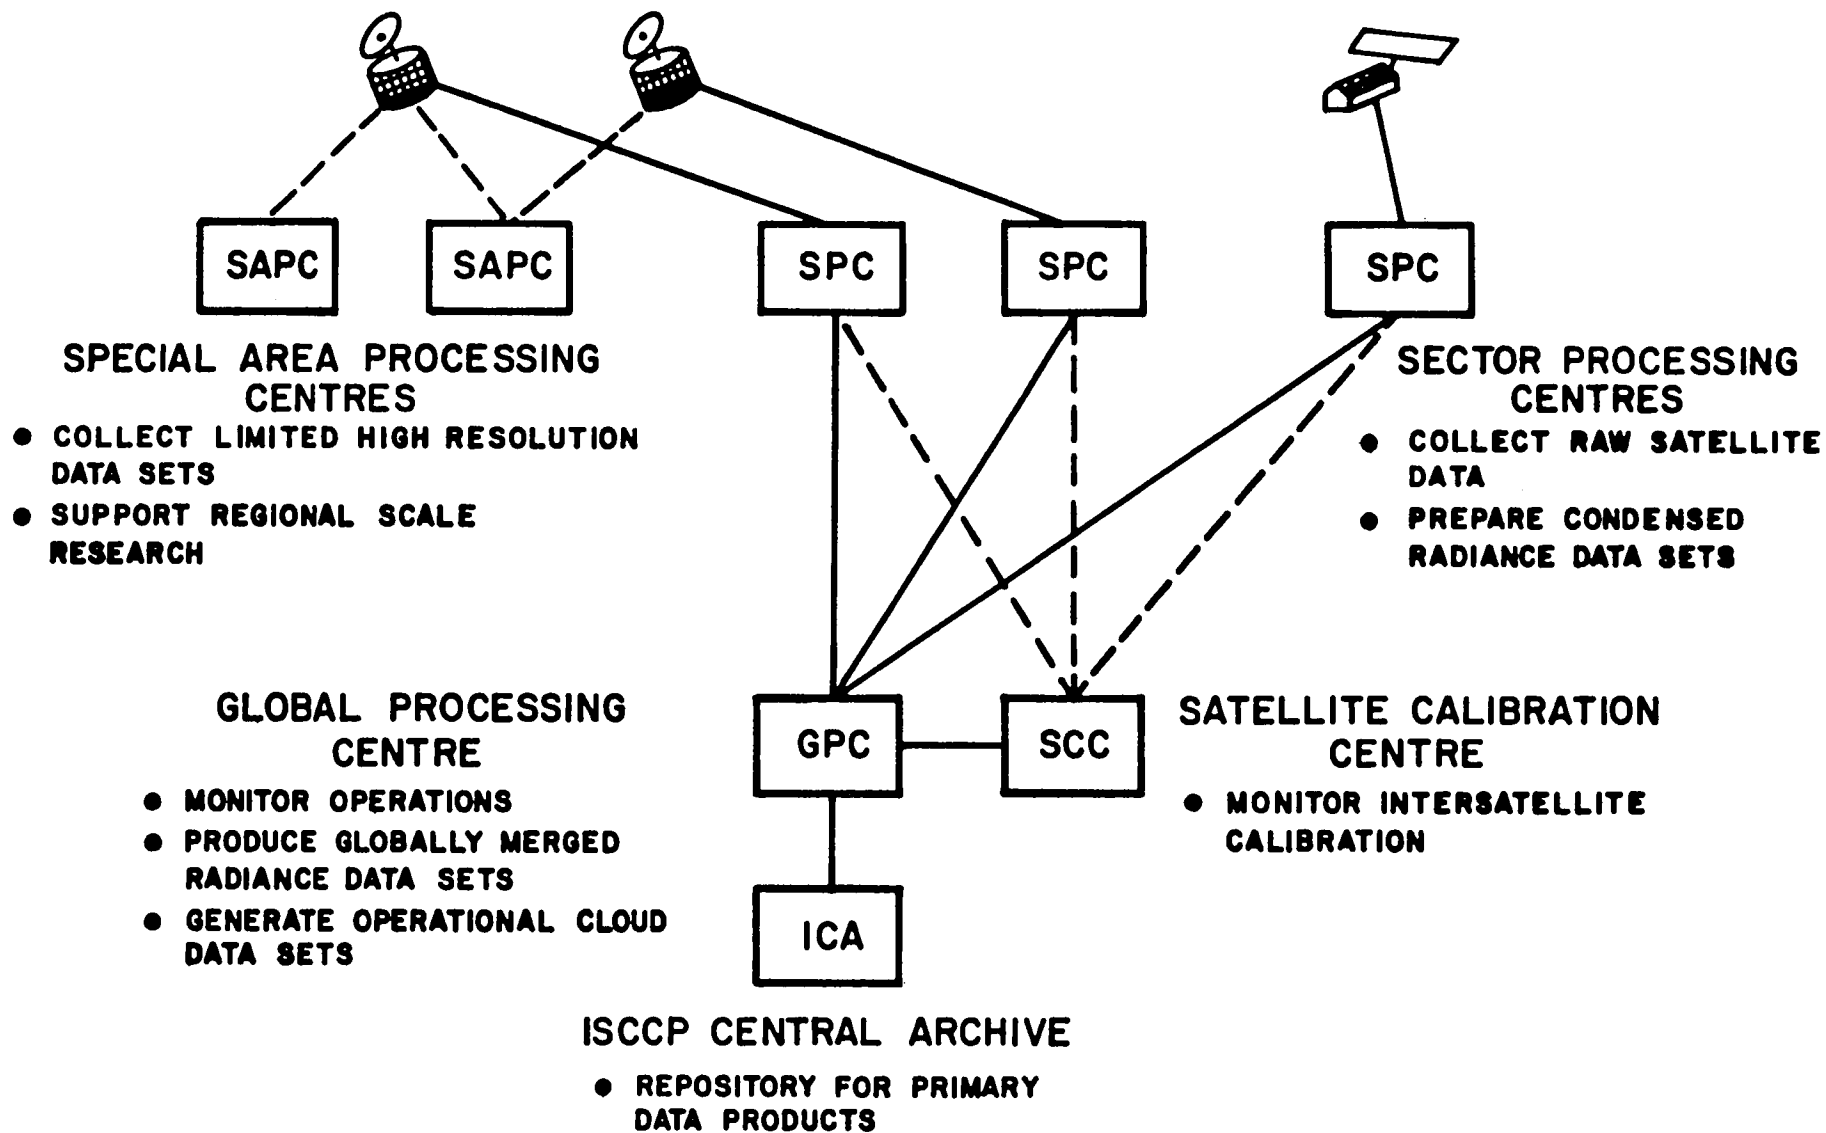 SAPC
SAPC
SPC
SPC
SPC
SPECIAL AREA PROCESSING
CENTRES
● COLLECT LIMITED HIGH RESOLUTION
DATA SETS
● SUPPORT REGIONAL SCALE
RESEARCH
SECTOR PROCESSING
CENTRES
● COLLECT RAW SATELLITE
DATA
● PREPARE CONDENSED
RADIANCE DATA SETS
GLOBAL PROCESSING
CENTRE
● MONITOR OPERATIONS
● PRODUCE GLOBALLY MERGED
RADIANCE DATA SETS
● GENERATE OPERATIONAL CLOUD
DATA SETS
GPC
SCC
SATELLITE CALIBRATION
CENTRE
● MONITOR INTERSATELLITE
CALIBRATION
ICA
ISCCP CENTRAL ARCHIVE
● REPOSITORY FOR PRIMARY
DATA PRODUCTS